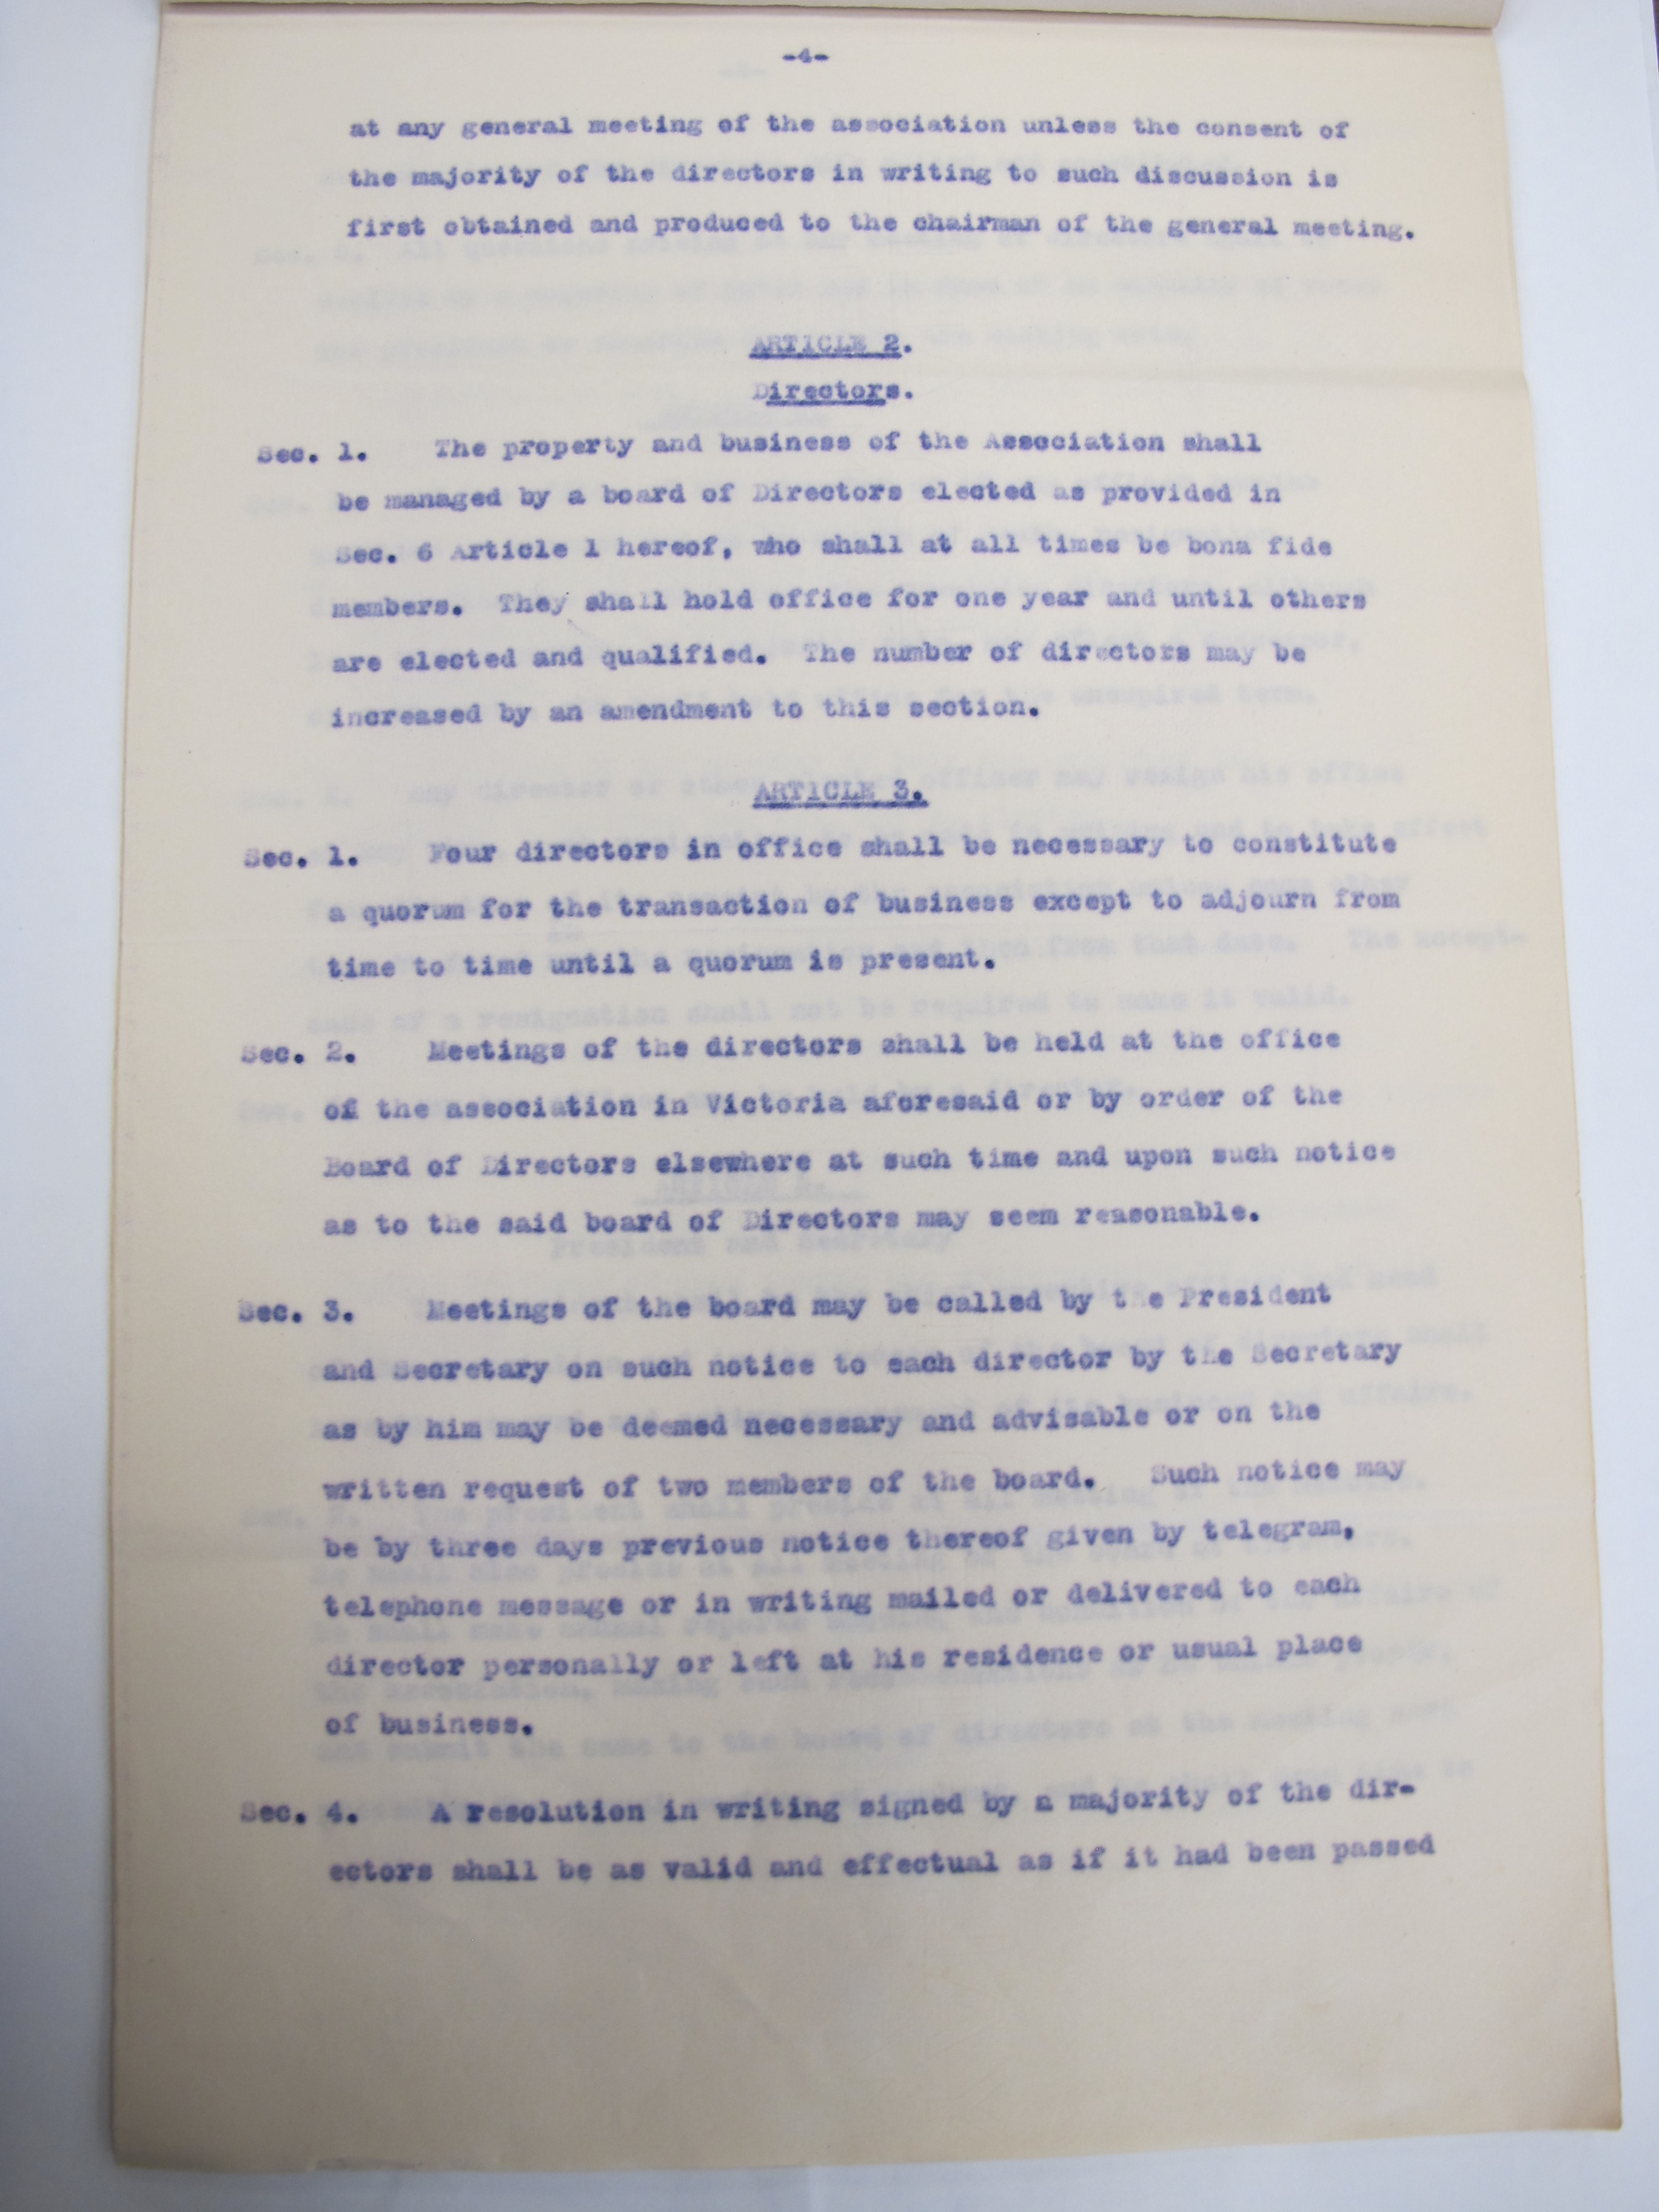 -4-
at any general meeting of the association unless the consent of
the majority of the directors in writing to such discussion is
first obtained and produced to the chairman of the general meeting.
ARTICLE 2.
Directors.
Sec. 1. The property and business of the Association shall
be managed by a board of Directors elected as provided in
Sec. 6 Article 1 hereof, who shall at all times be bona fide
members. They shall hold office for one year and until others
are elected and qualified. The number of directors may be
increased by an amendment to this section.
ARTICLE 3.
Sec. 1. Four directors in office shall be necessary to constitute
a quorum for the transaction of business except to adjourn from
time to time until a quorum is present.
Sec. 2. Meetings of the directors shall be held at the office
of the association in Victoria aforesaid or by order of the
Board of Directors elsewhere at such time and upon such notice
as to the said board of Directors may seem reasonable.
Sec. 3. Meetings of the board may be called by the President
and Secretary on such notice to each director by the Secretary
as by him may be deemed necessary and advisable or on the
written request of two members of the board. Such notice may
be by three days previous notice thereof given by telegram,
telephone message or in writing mailed or delivered to each
director personally or left at his residence or usual place
of business.
Sec. 4. A resolution in writing signed by a majority of the dir-
ectors shall be as valid and effectual as if it had been passed